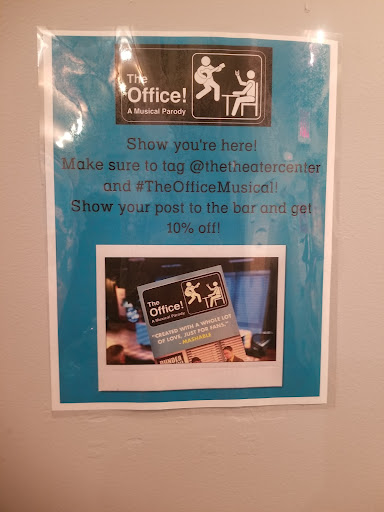 The
Office!
A Musical Parody
Show you're here!
Make sure to tag @thetheatercenter
and #TheOfficeMusical!
Show your post to the bar and get
10% off!
The
Office!
A Musical Parody
"CREATED WITH A WHOLE LOT
OF LOVE, JUST FOR FANS."
-MASHABLE